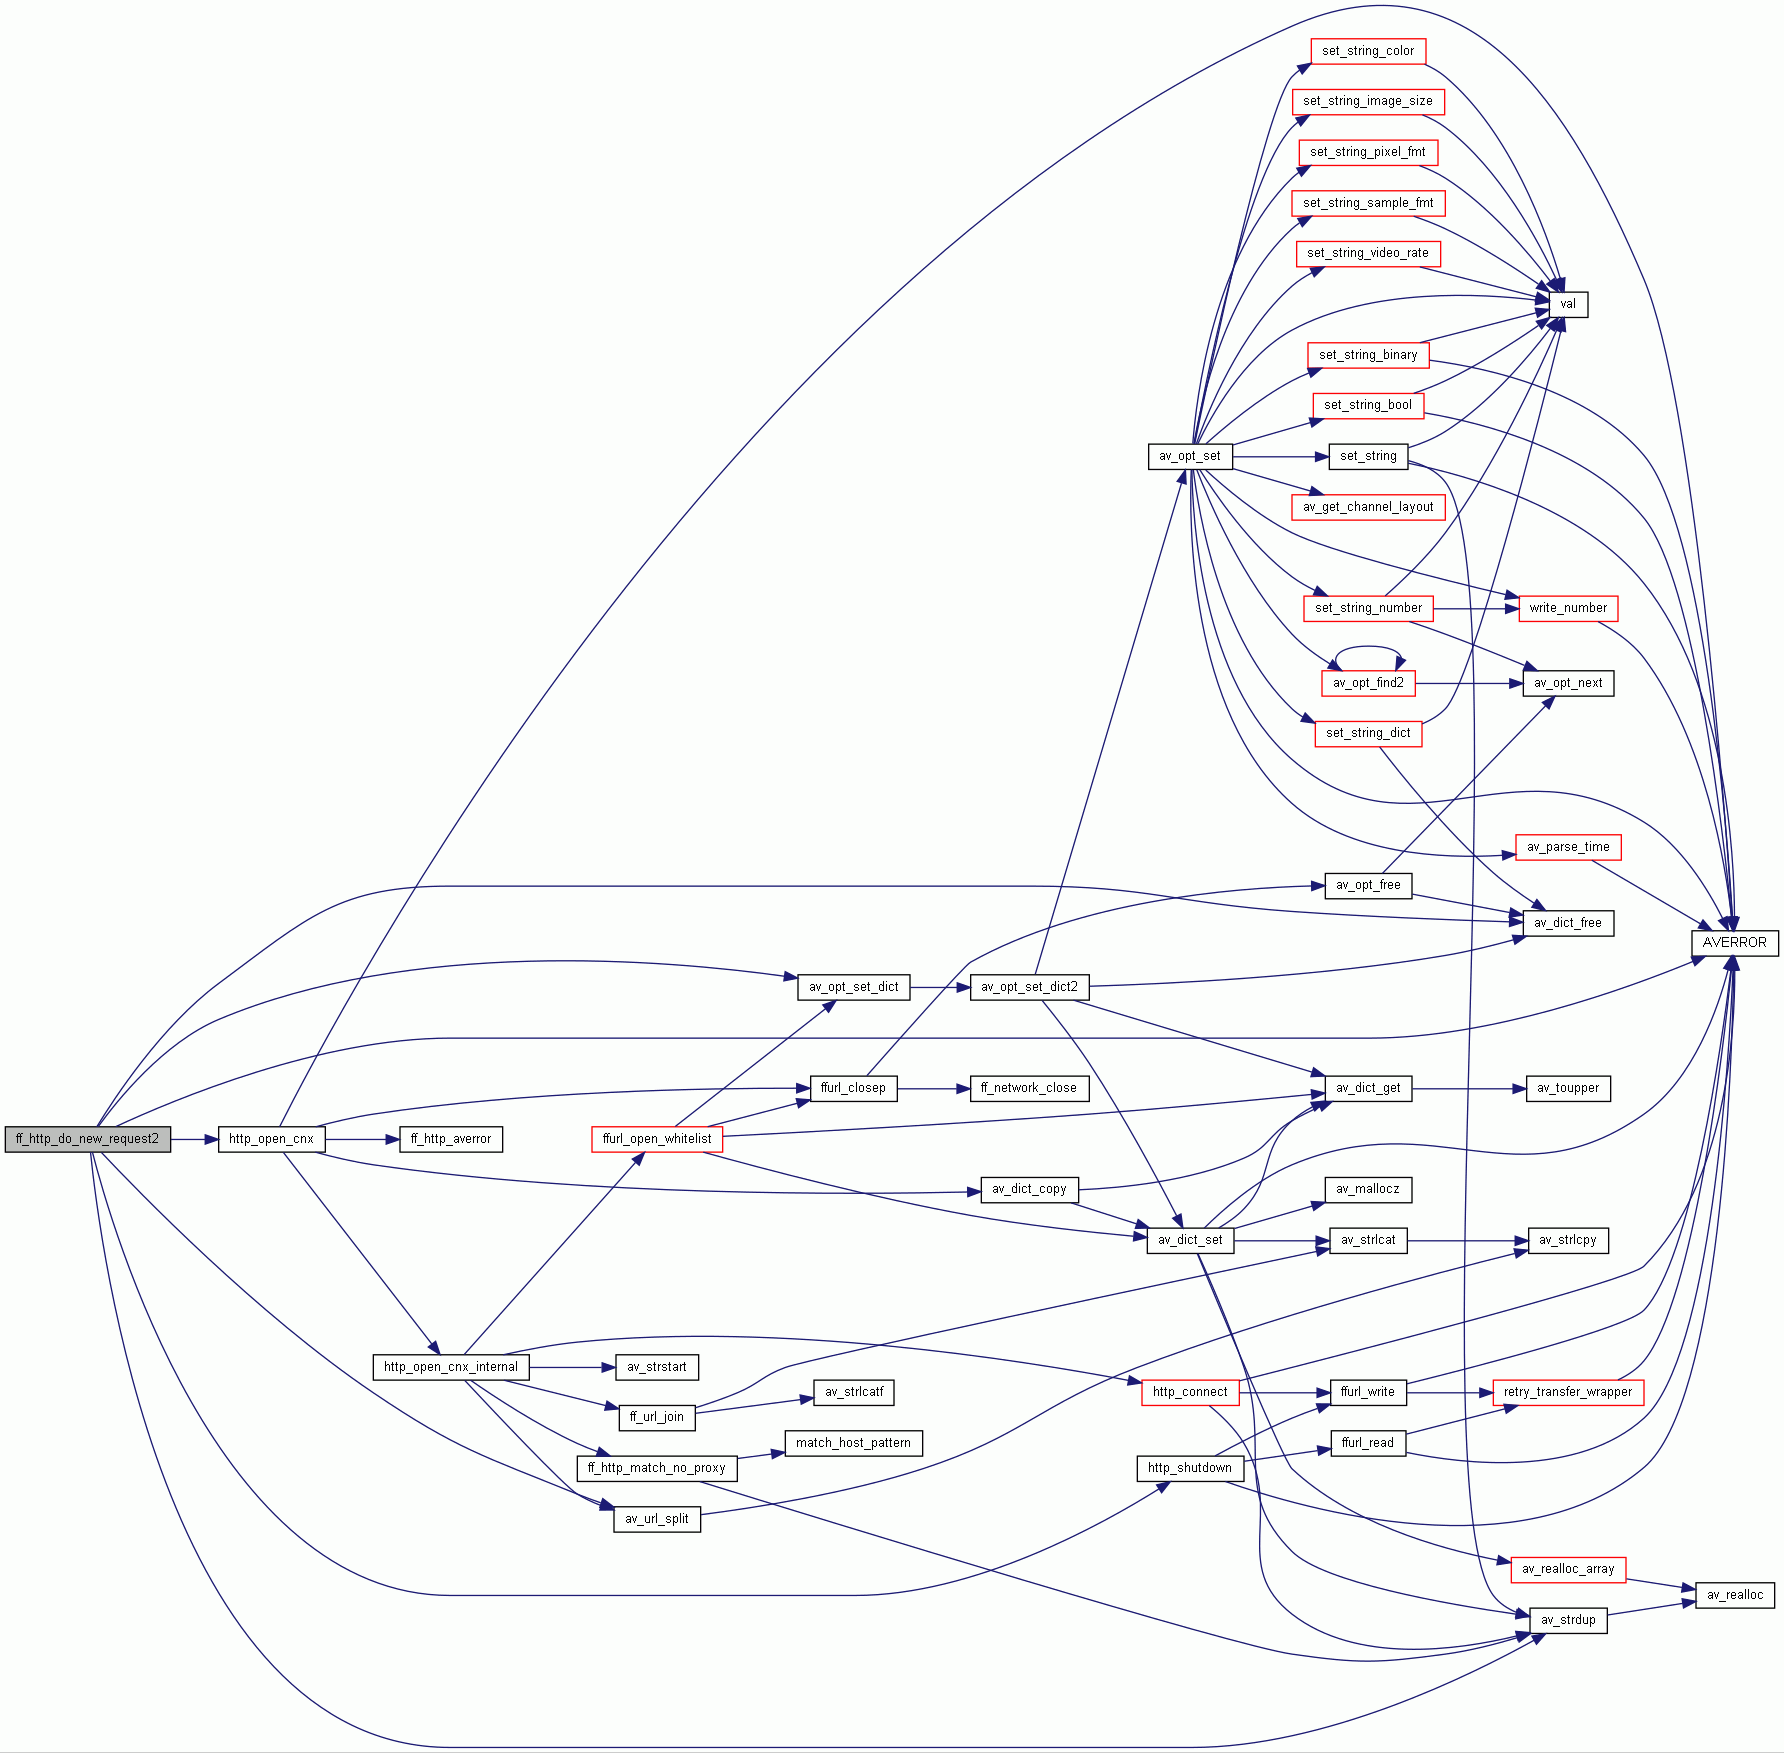 set_string_color
set_string_image_size
set_string_pixel_fmt
set_string_sample_fmt
set_string_video_rate
val
set_string_binary
set_string_bool
av_opt_set
set_string
av_get_channel_layout
set_string_number
write_number
av_opt_find2
av_opt_next
set_string_dict
av_parse_time
av_opt_free
av_dict_free
AVERROR
av_opt_set_dict
av_opt_set_dict2
ffurl_closep
ff_network_close
av_dict_get
av_toupper
ff_http_do_new_request2
http_open_cnx
ff_http_averror
ffurl_open_whitelist
av_dict_copy
av_mallocz
av_dict_set
av_strlcat
av_strlcpy
http_open_cnx_internal
av_strstart
http_connect
ffurl_write
retry_transfer_wrapper
av_strlcatf
ff_url_join
match_host_pattern
ffurl_read
ff_http_match_no_proxy
http_shutdown
av_url_split
av_realloc_array
av_realloc
av_strdup